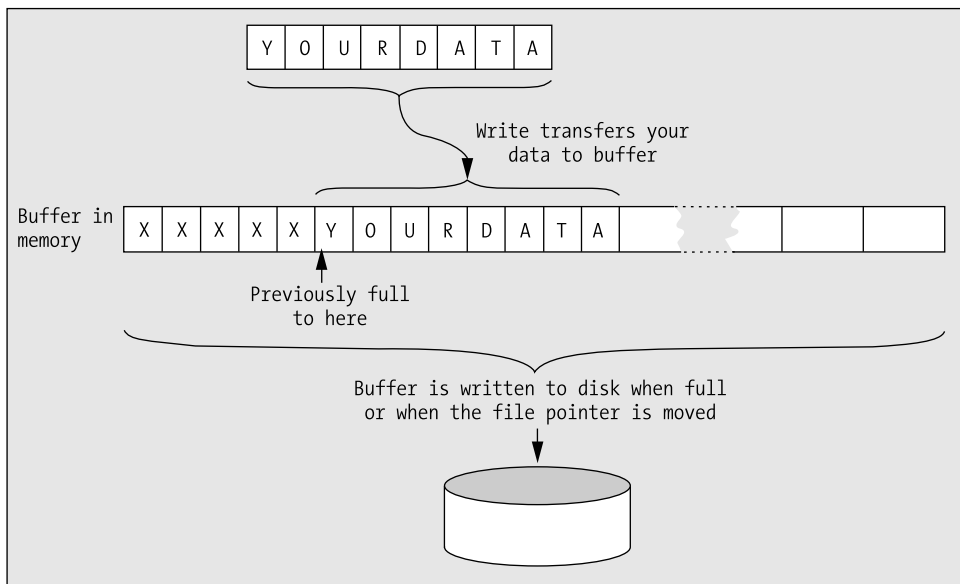 Y O U R D A T A
Write transfers your
data to buffer
Buffer in
memory
X X X X X Y O U R D A T A
Previously full
to here
Buffer is written to disk when full
or when the file pointer is moved